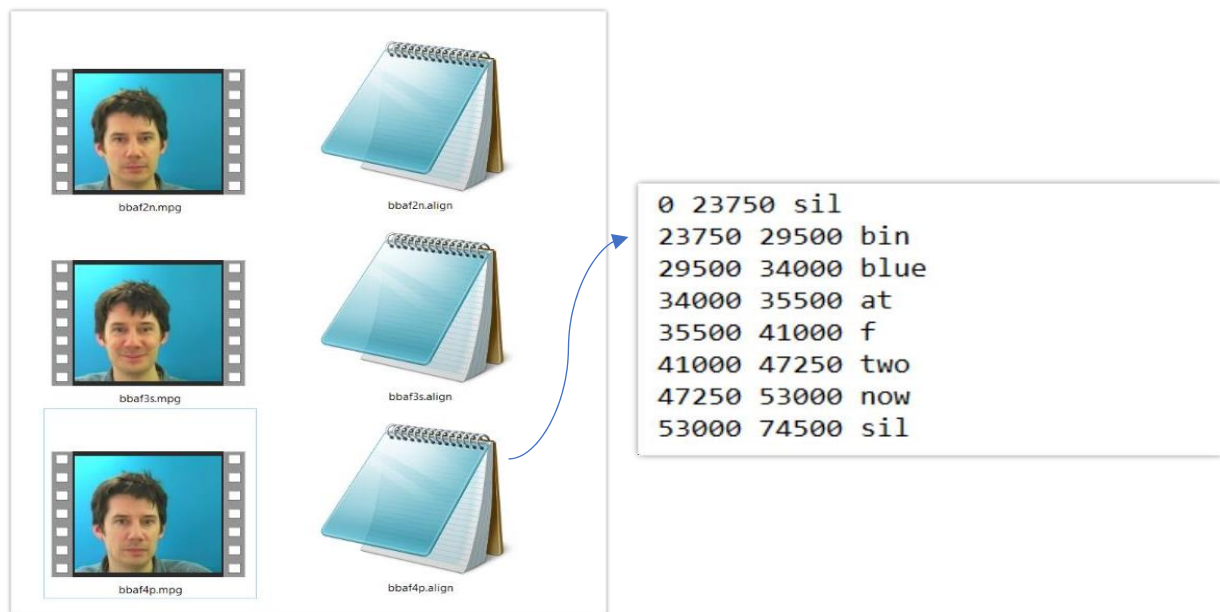 bbaf2n.mpg
bbaf2n.align
bbaf3s.mpg
bbaf3s.align
bbaf4p.mpg
bbaf4p.align
0 23750 sil
23750 29500 bin
29500 34000 blue
34000 35500 at
35500 41000 f
41000 47250 two
47250 53000 now
53000 74500 sil